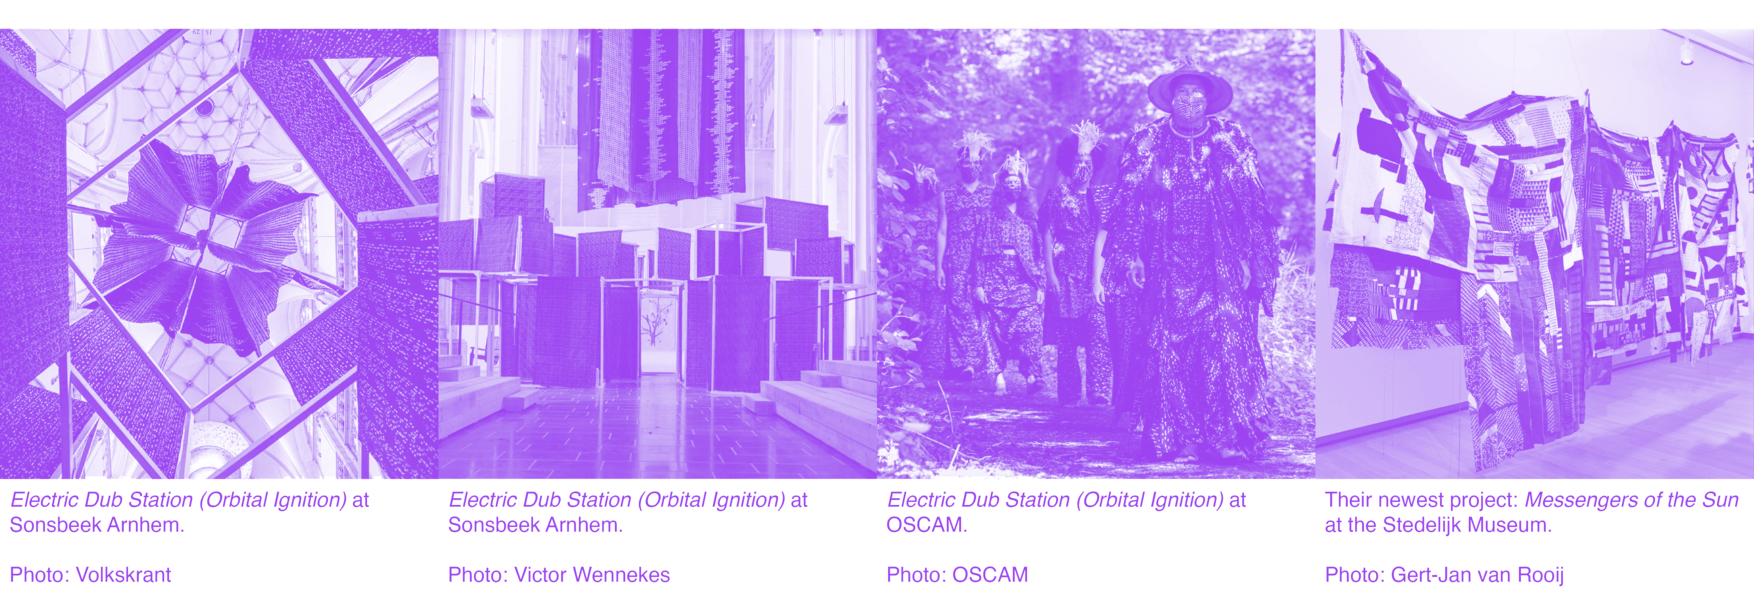 Electric Dub Station (Orbital Ignition) at
Sonsbeek Arnhem.
Photo: Volkskrant
Electric Dub Station (Orbital Ignition) at
Sonsbeek Arnhem.
Photo: Victor Wennekes
Electric Dub Station (Orbital Ignition) at
OSCAM.
Photo: OSCAM
Their newest project: Messengers of the Sun
at the Stedelijk Museum.
Photo: Gert-Jan van Rooij